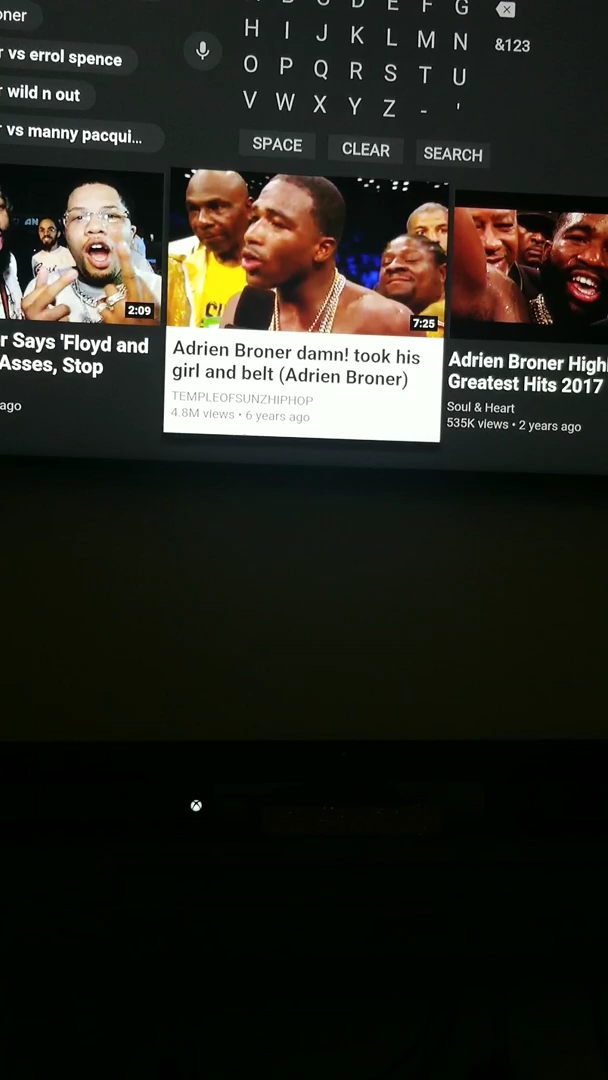 oner
r vs errol spence
r wild n out
r vs manny pacqui...
D E F G
H I J K L M N &123
O P Q R S T U
V W X Y Z - '
SPACE CLEAR SEARCH
2:09
r Says 'Floyd and
Asses, Stop
ago
7:25
Adrien Broner damn! took his
girl and belt (Adrien Broner)
TEMPLEOFSUNZHIPHOP
4.8M views • 6 years ago
Adrien Broner High
Greatest Hits 2017
Soul & Heart
535K views • 2 years ago